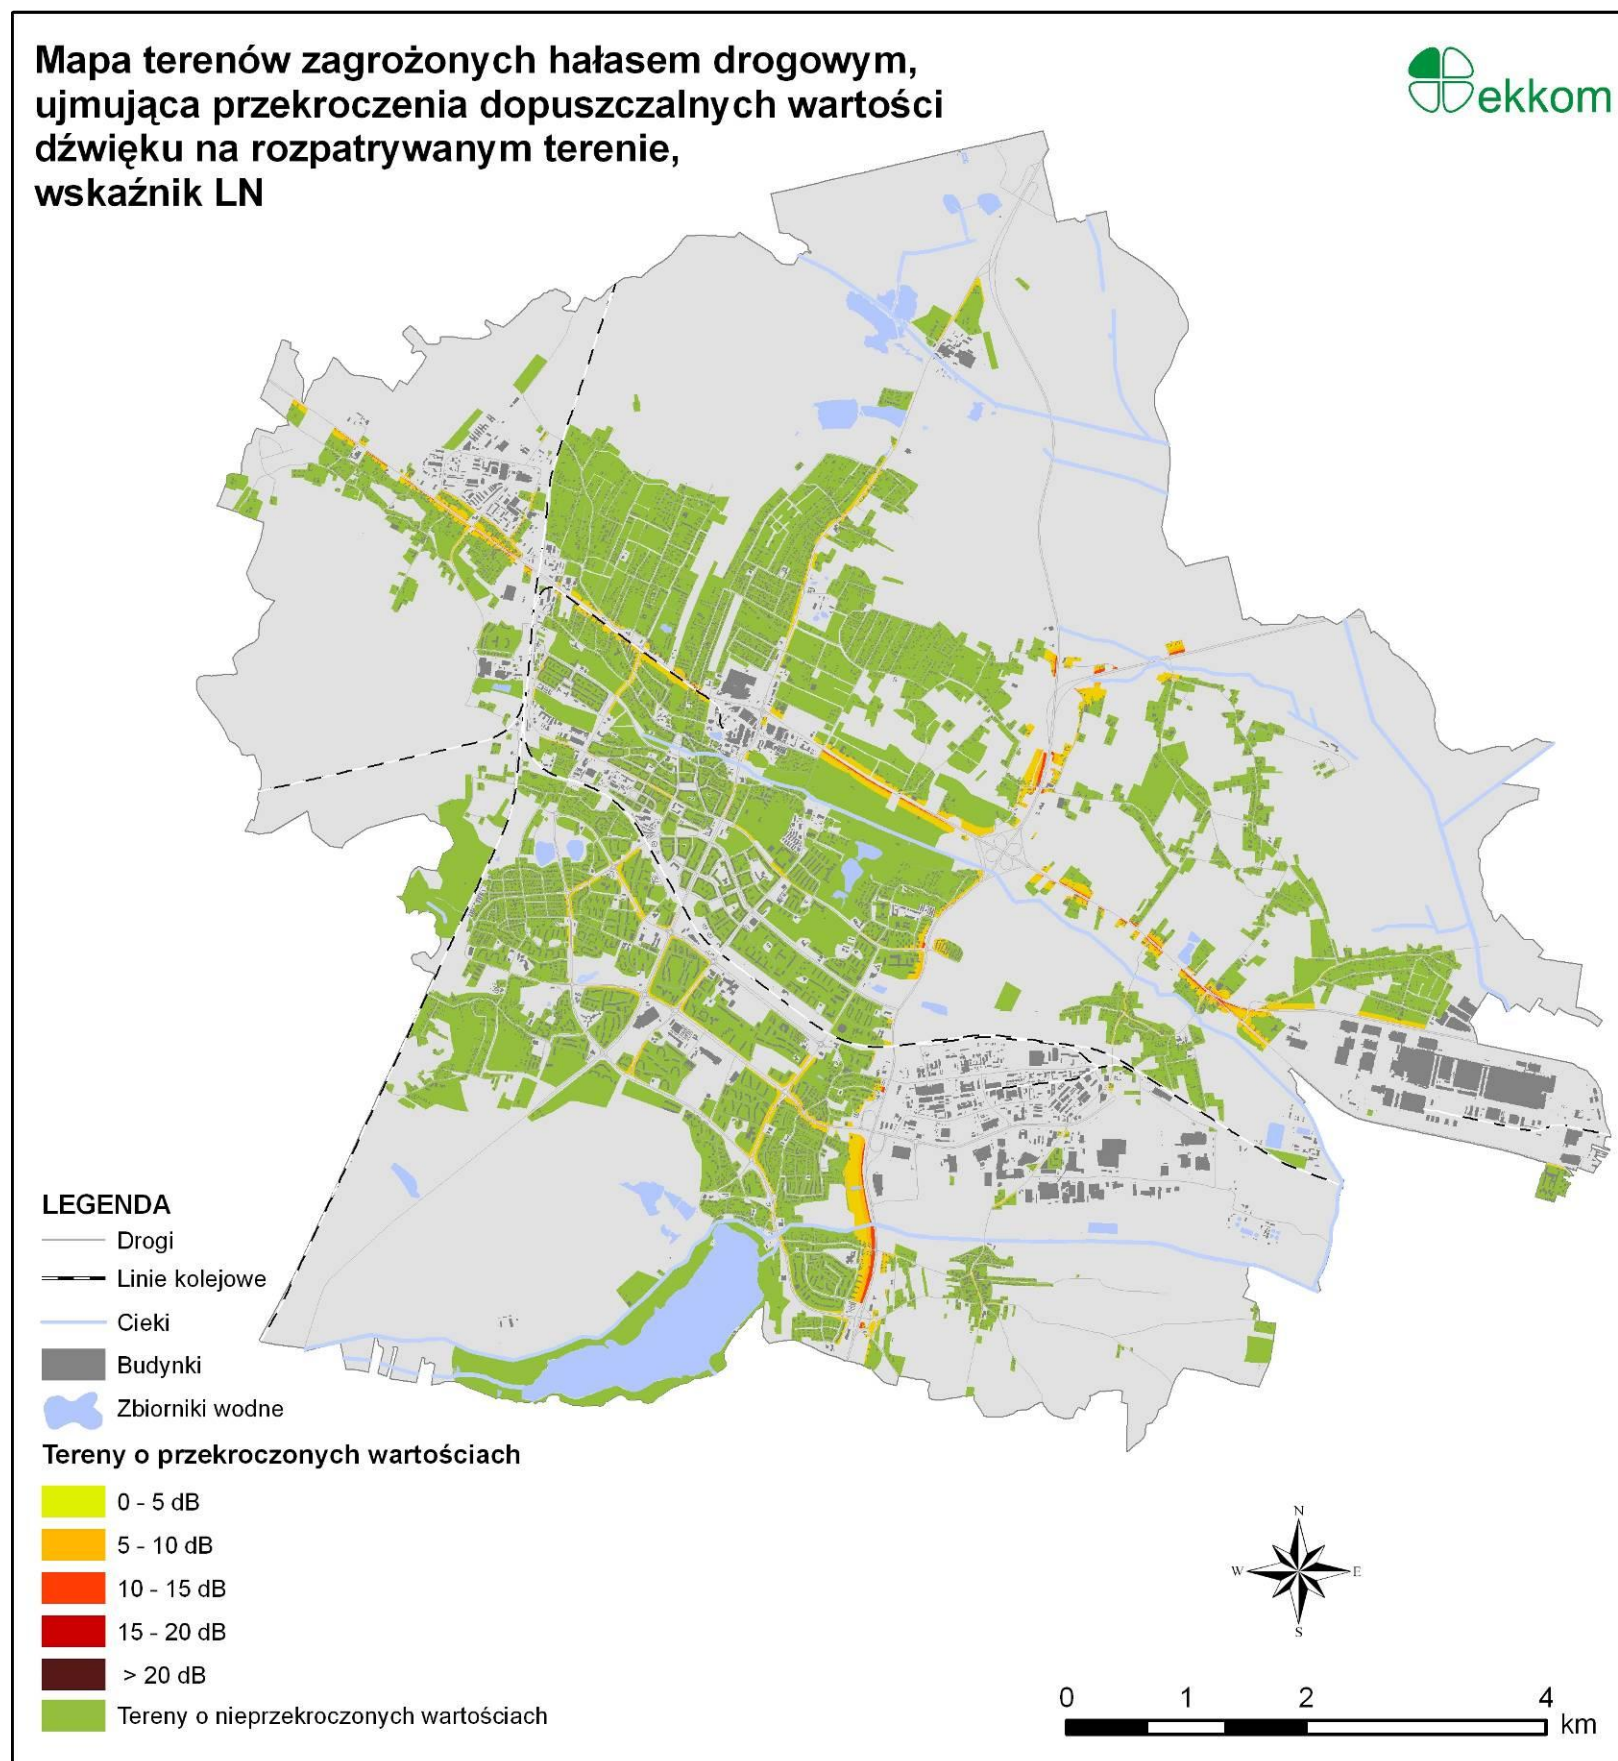 Mapa terenów zagrożonych hałasem drogowym,
ujmująca przekroczenia dopuszczalnych wartości
dźwięku na rozpatrywanym terenie,
wskaźnik LN
ekkom
LEGENDA
Drogi
Linie kolejowe
Cieki
Budynki
Zbiorniki wodne
Tereny o przekroczonych wartościach
0 - 5 dB
5 - 10 dB
10 - 15 dB
15 - 20 dB
> 20 dB
Tereny o nieprzekroczonych wartościach
N
W E
S
0 1 2 4
km